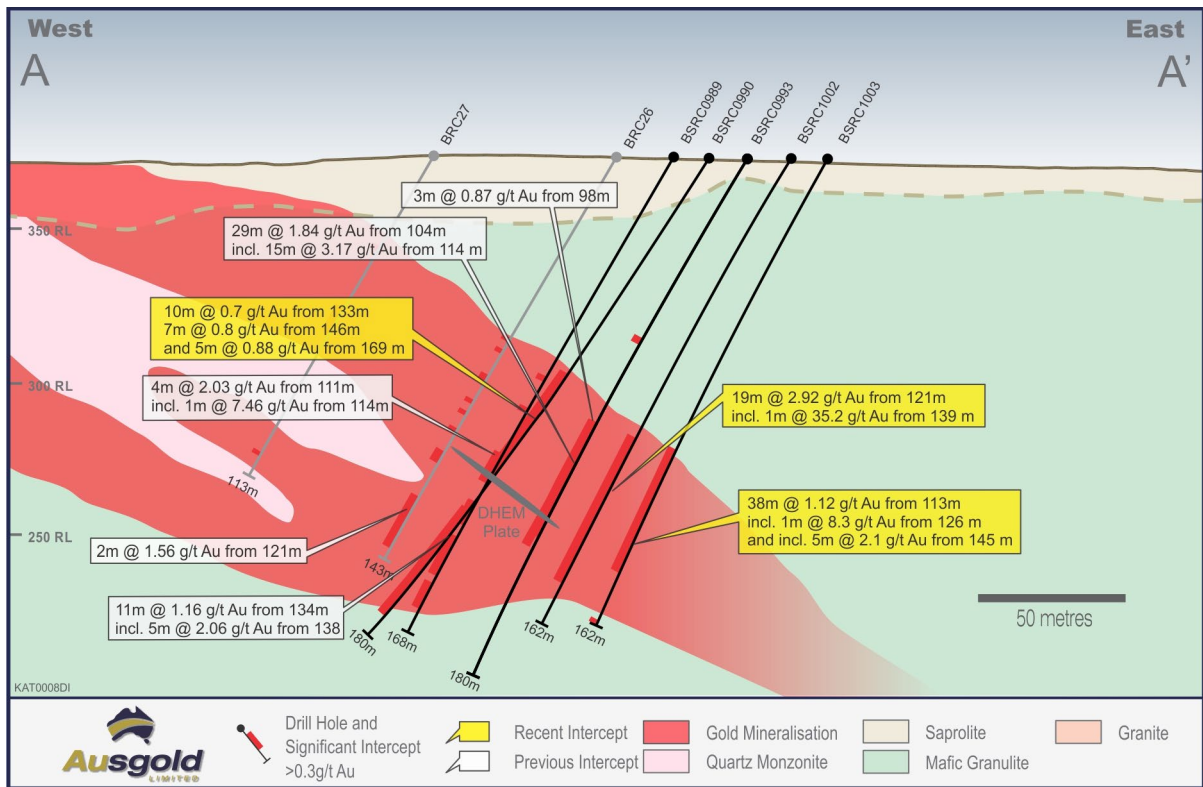 West
East
A
A'
BRC27
BRC26
BSRC0989
BSRC0990
BSRC0993
BSRC1002
BSRC1003
3m @ 0.87 g/t Au from 98m
29m @ 1.84 g/t Au from 104m
incl. 15m @ 3.17 g/t Au from 114 m
350 RL
10m @ 0.7 g/t Au from 133m
7m @ 0.8 g/t Au from 146m
and 5m @ 0.88 g/t Au from 169 m
300 RL
4m @ 2.03 g/t Au from 111m
incl. 1m @ 7.46 g/t Au from 114m
19m @ 2.92 g/t Au from 121m
incl. 1m @ 35.2 g/t Au from 139 m
113m
DHEM
Plate
38m @ 1.12 g/t Au from 113m
incl. 1m @ 8.3 g/t Au from 126 m
and incl. 5m @ 2.1 g/t Au from 145 m
250 RL
2m @ 1.56 g/t Au from 121m
143m
11m @ 1.16 g/t Au from 134m
incl. 5m @ 2.06 g/t Au from 138
180m
168m
180m
162m
162m
50 metres
KAT0008DI
Ausgold
LIMITED
Drill Hole and
Significant Intercept
>0.3g/t Au
Recent Intercept
Previous Intercept
Gold Mineralisation
Quartz Monzonite
Saprolite
Mafic Granulite
Granite